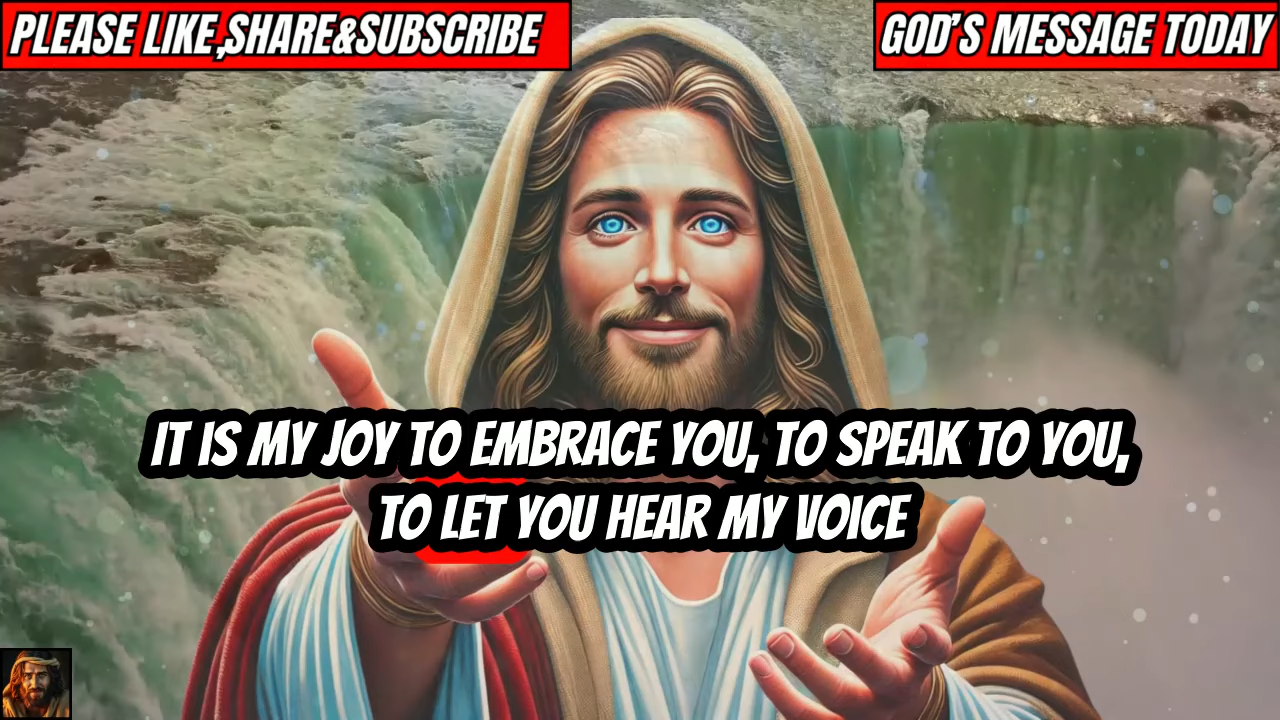 PLEASE LIKE,SHARE&SUBSCRIBE
GOD'S MESSAGE TODAY
IT IS MY JOY TO EMBRACE YOU, TO SPEAK TO YOU,
TO LET YOU HEAR MY VOICE